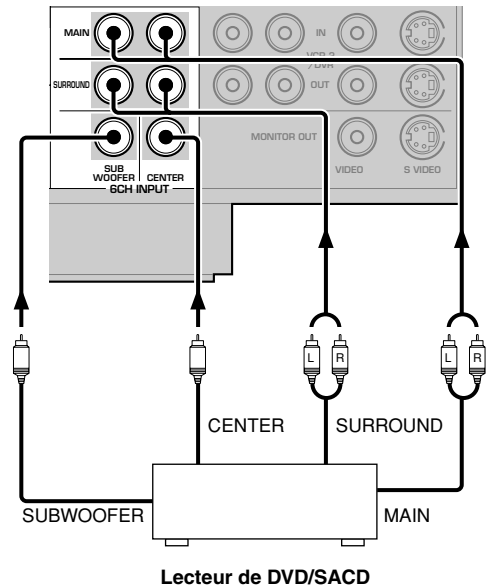 MAIN
IN
VCR 2
/DVR
SURROUND
OUT
MONITOR OUT
SUB
WOOFER
CENTER
VIDEO
S VIDEO
6CH INPUT
L R
L R
CENTER
SURROUND
SUBWOOFER
MAIN
Lecteur de DVD/SACD